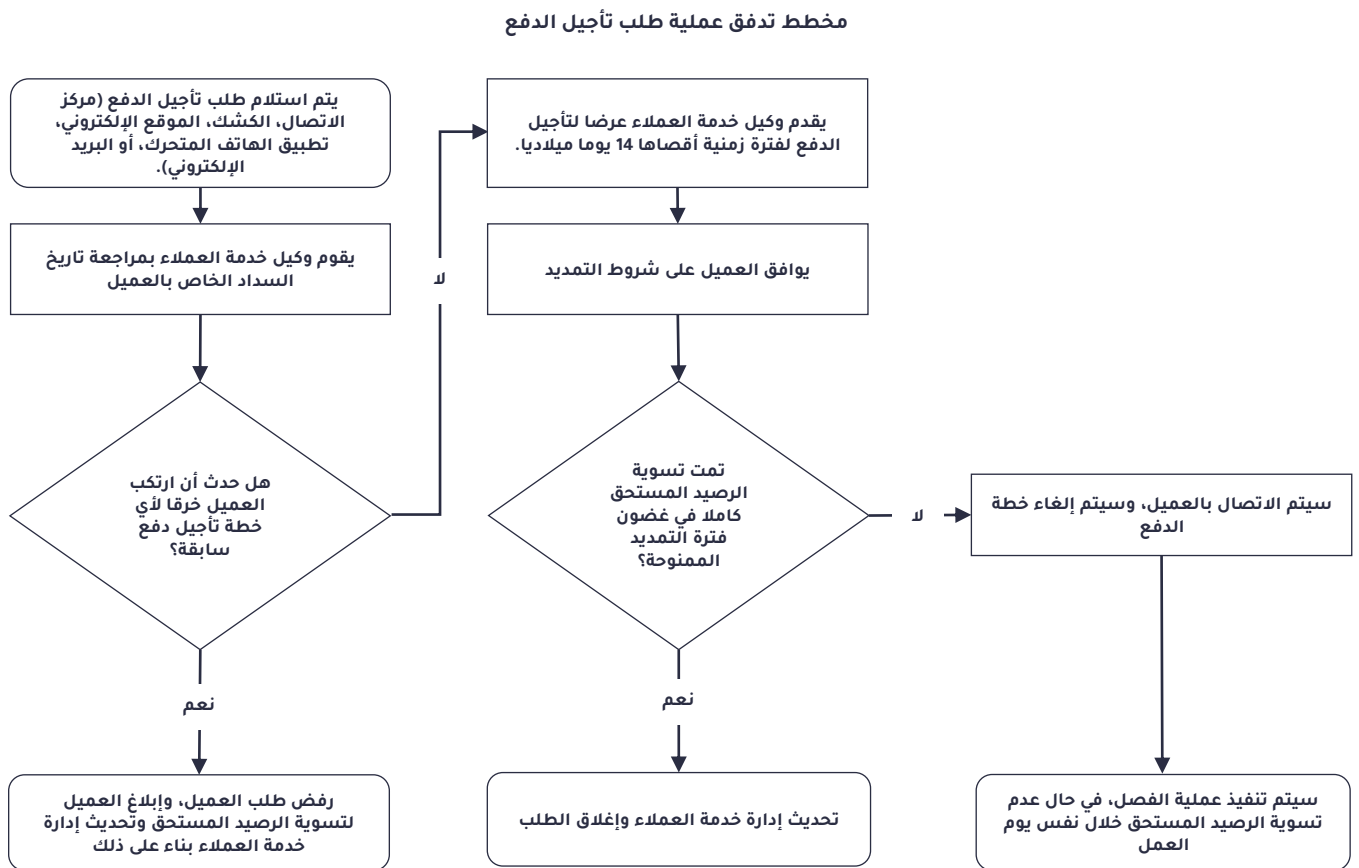 مخطط تدفق عملية طلب تأجيل الدفع
يتم استلام طلب تأجيل الدفع (مركز
الاتصال، الكشك، الموقع الإلكتروني،
تطبيق الهاتف المتحرك، أو البريد
الإلكتروني).
يقوم وكيل خدمة العملاء بمراجعة تاريخ
السداد الخاص بالعميل
هل حدث أن ارتكب
العميل خرقا لأي
خطة تأجيل دفع
سابقة؟
نعم
رفض طلب العميل، وإبلاغ العميل
لتسوية الرصيد المستحق وتحديث إدارة
خدمة العملاء بناء على ذلك
لا
يقدم وكيل خدمة العملاء عرضا لتأجيل
الدفع لفترة زمنية أقصاها 14 يوما ميلاديا.
يوافق العميل على شروط التمديد
تمت تسوية
الرصيد المستحق
كاملا في غضون
فترة التمديد
الممنوحة؟
نعم
تحديث إدارة خدمة العملاء وإغلاق الطلب
لا
سيتم الاتصال بالعميل، وسيتم إلغاء خطة
الدفع
سيتم تنفيذ عملية الفصل، في حال عدم
تسوية الرصيد المستحق خلال نفس يوم
العمل